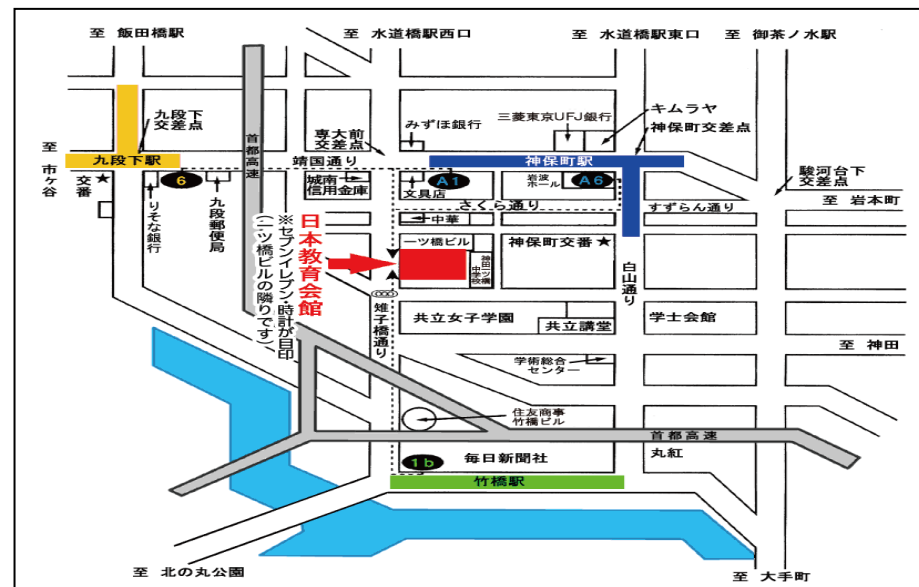 至 飯田橋駅
至 水道橋駅西口
至 水道橋駅東口
至 御茶ノ水駅
九段下
交差点
首都高速
専大前
交差点
みずほ銀行
三菱東京UFJ銀行
キムラヤ
神保町交差点
至 市ヶ谷
九段下駅
靖国通り
神保町駅
駿河台下
交差点
交番
★
6
城南
信用金庫
A1
文具店
岩波
ホール
A6
さくら通り
すずらん通り
至 岩本町
りそな銀行
九段郵便局
中華
日本教育会館
※セブンイレブン・時計が目印
(一ツ橋ビルの隣りです)
一ツ橋ビル
神田一ツ橋
中学校
神保町交番★
白山通り
雉子橋通り
共立女子学園
共立講堂
学士会館
至 神田
学術総合
センター
住友商事
竹橋ビル
首都高速
丸紅
1b
毎日新聞社
竹橋駅
至 北の丸公園
至 大手町